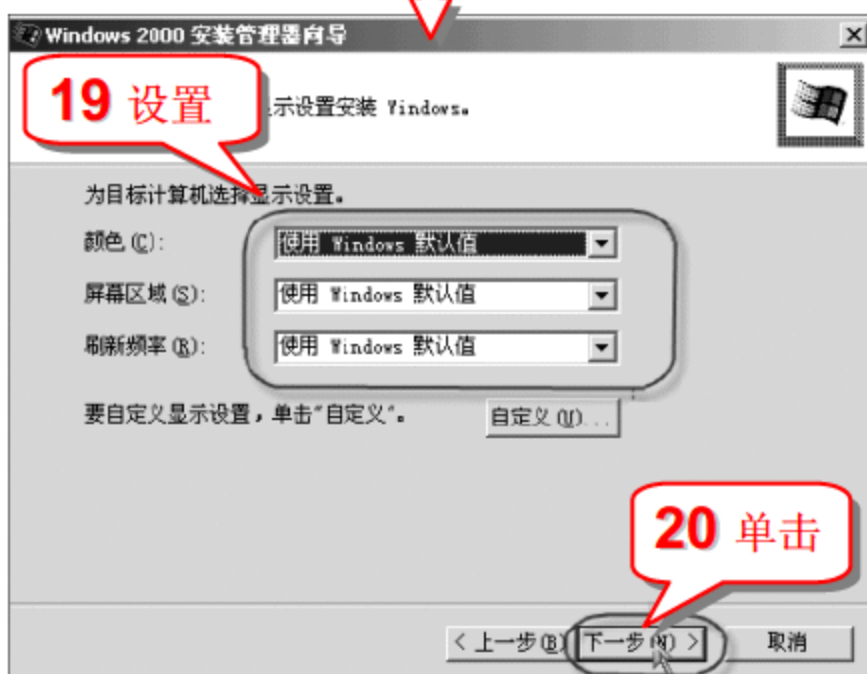 Windows 2000 安装管理器向导
19 设置
示设置安装 Windows。
为目标计算机选择显示设置。
颜色(C):
使用 Windows 默认值
屏幕区域(S):
使用 Windows 默认值
刷新频率(R):
使用 Windows 默认值
要自定义显示设置，单击"自定义"。
自定义(U)...
20 单击
< 上一步(B)
下一步(N) >
取消